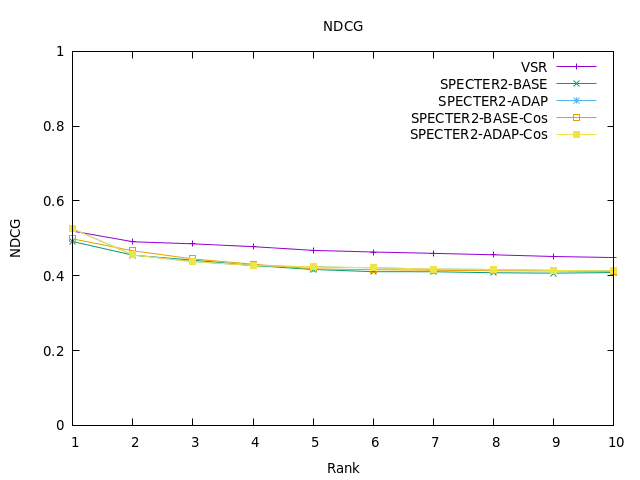 NDCG
1
0.8
0.6
0.4
0.2
0
NDCG
VSR
SPECTER2-BASE
SPECTER2-ADAP
SPECTER2-BASE-Cos
SPECTER2-ADAP-Cos
1 2 3 4 5 6 7 8 9 10
Rank